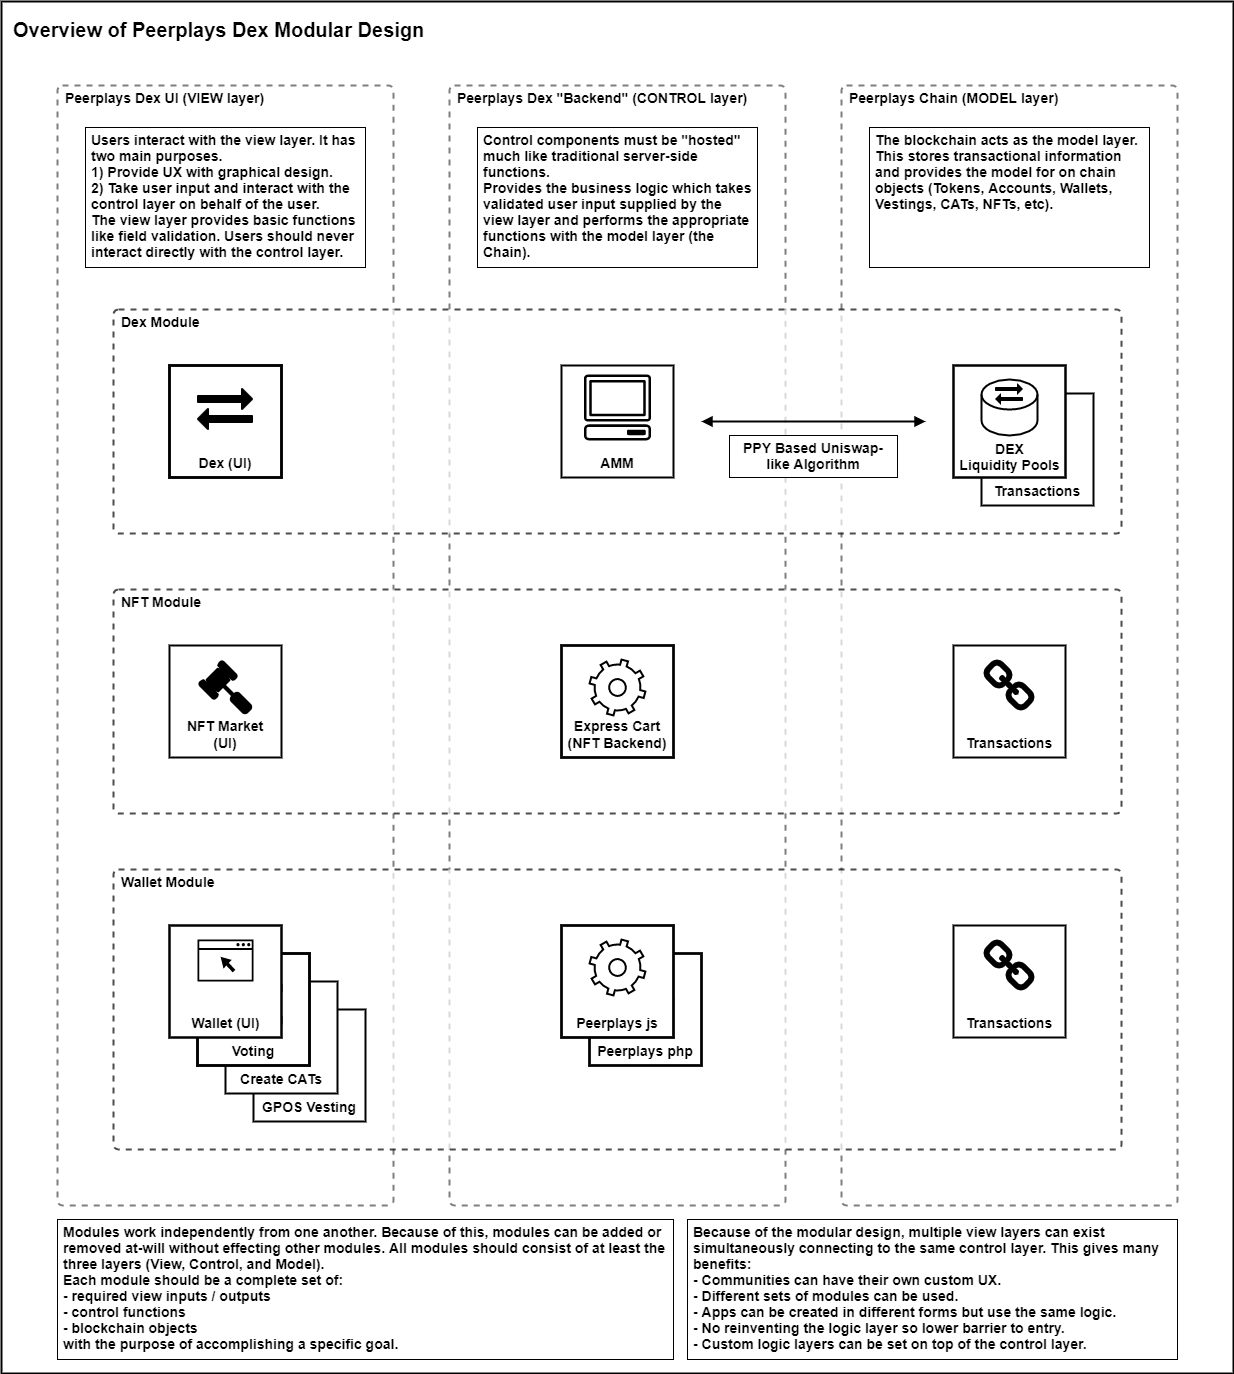 Overview of Peerplays Dex Modular Design
Peerplays Dex UI (VIEW layer)
Users interact with the view layer. It has
two main purposes.
1) Provide UX with graphical design.
2) Take user input and interact with the
control layer on behalf of the user.
The view layer provides basic functions
like field validation. Users should never
interact directly with the control layer.
Peerplays Dex "Backend" (CONTROL layer)
Control components must be "hosted"
much like traditional server-side
functions.
Provides the business logic which takes
validated user input supplied by the
view layer and performs the appropriate
functions with the model layer (the
Chain).
Peerplays Chain (MODEL layer)
The blockchain acts as the model layer.
This stores transactional information
and provides the model for on chain
objects (Tokens, Accounts, Wallets,
Vestings, CATs, NFTs, etc).
Dex Module
Dex (UI)
AMM
PPY Based Uniswap-
like Algorithm
DEX
Liquidity Pools
Transactions
NFT Module
NFT Market
(UI)
Express Cart
(NFT Backend)
Transactions
Wallet Module
Wallet (UI)
Voting
Create CATs
GPOS Vesting
Peerplays js
Peerplays php
Transactions
Modules work independently from one another. Because of this, modules can be added or
removed at-will without effecting other modules. All modules should consist of at least the
three layers (View, Control, and Model).
Each module should be a complete set of:
- required view inputs / outputs
- control functions
- blockchain objects
with the purpose of accomplishing a specific goal.
Because of the modular design, multiple view layers can exist
simultaneously connecting to the same control layer. This gives many
benefits:
- Communities can have their own custom UX.
- Different sets of modules can be used.
- Apps can be created in different forms but use the same logic.
- No reinventing the logic layer so lower barrier to entry.
- Custom logic layers can be set on top of the control layer.